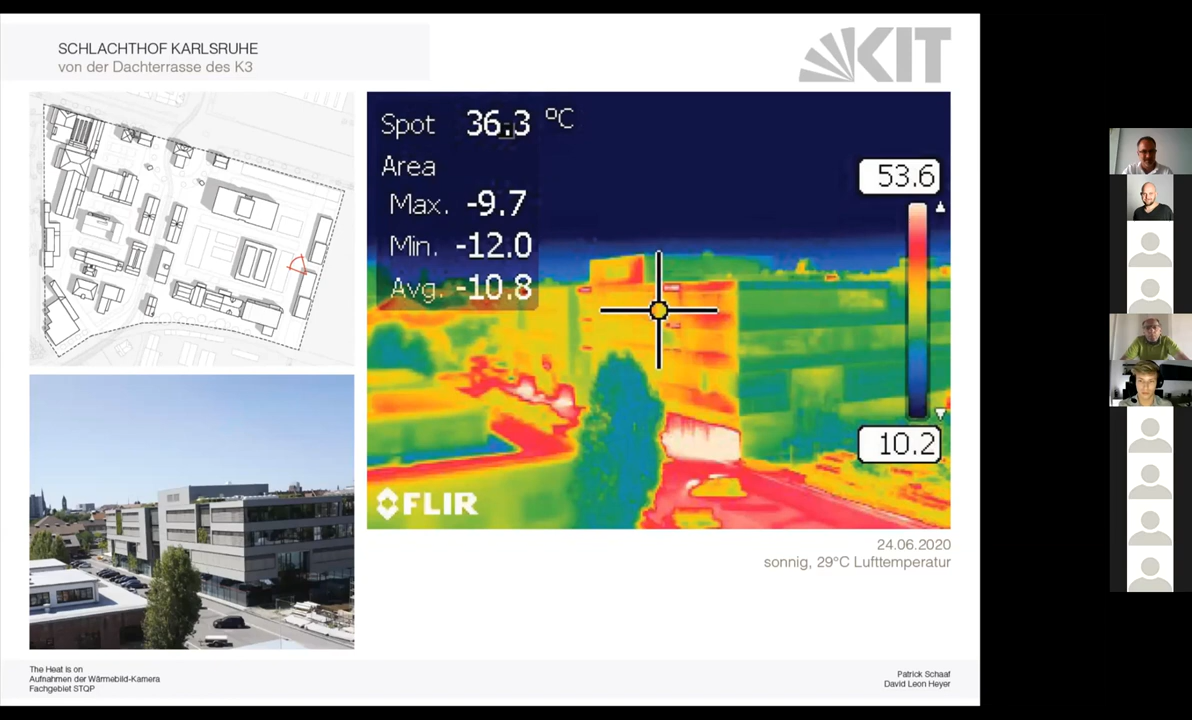 SCHLACHTHOF KARLSRUHE
von der Dachterrasse des K3
KIT
Spot 36.3 °C
Area
Max. -9.7
Min. -12.0
Avg. -10.8
53.6
10.2
FLIR
24.06.2020
sonnig, 29°C Lufttemperatur
The Heat is on
Aufnahmen der Wärmebild-Kamera
Fachgebiet STQP
Patrick Schaaf
David Leon Heyer